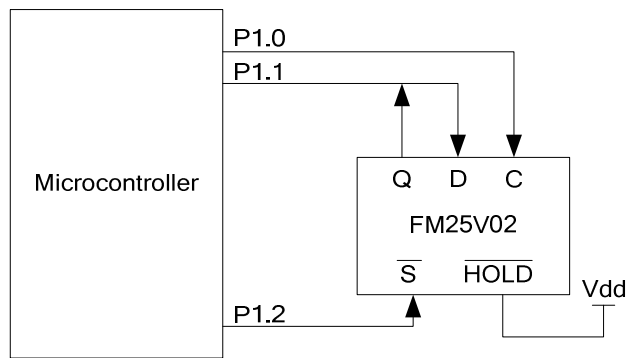 P1.0
P1.1
Microcontroller
Q D C
FM25V02
S HOLD
Vdd
P1.2